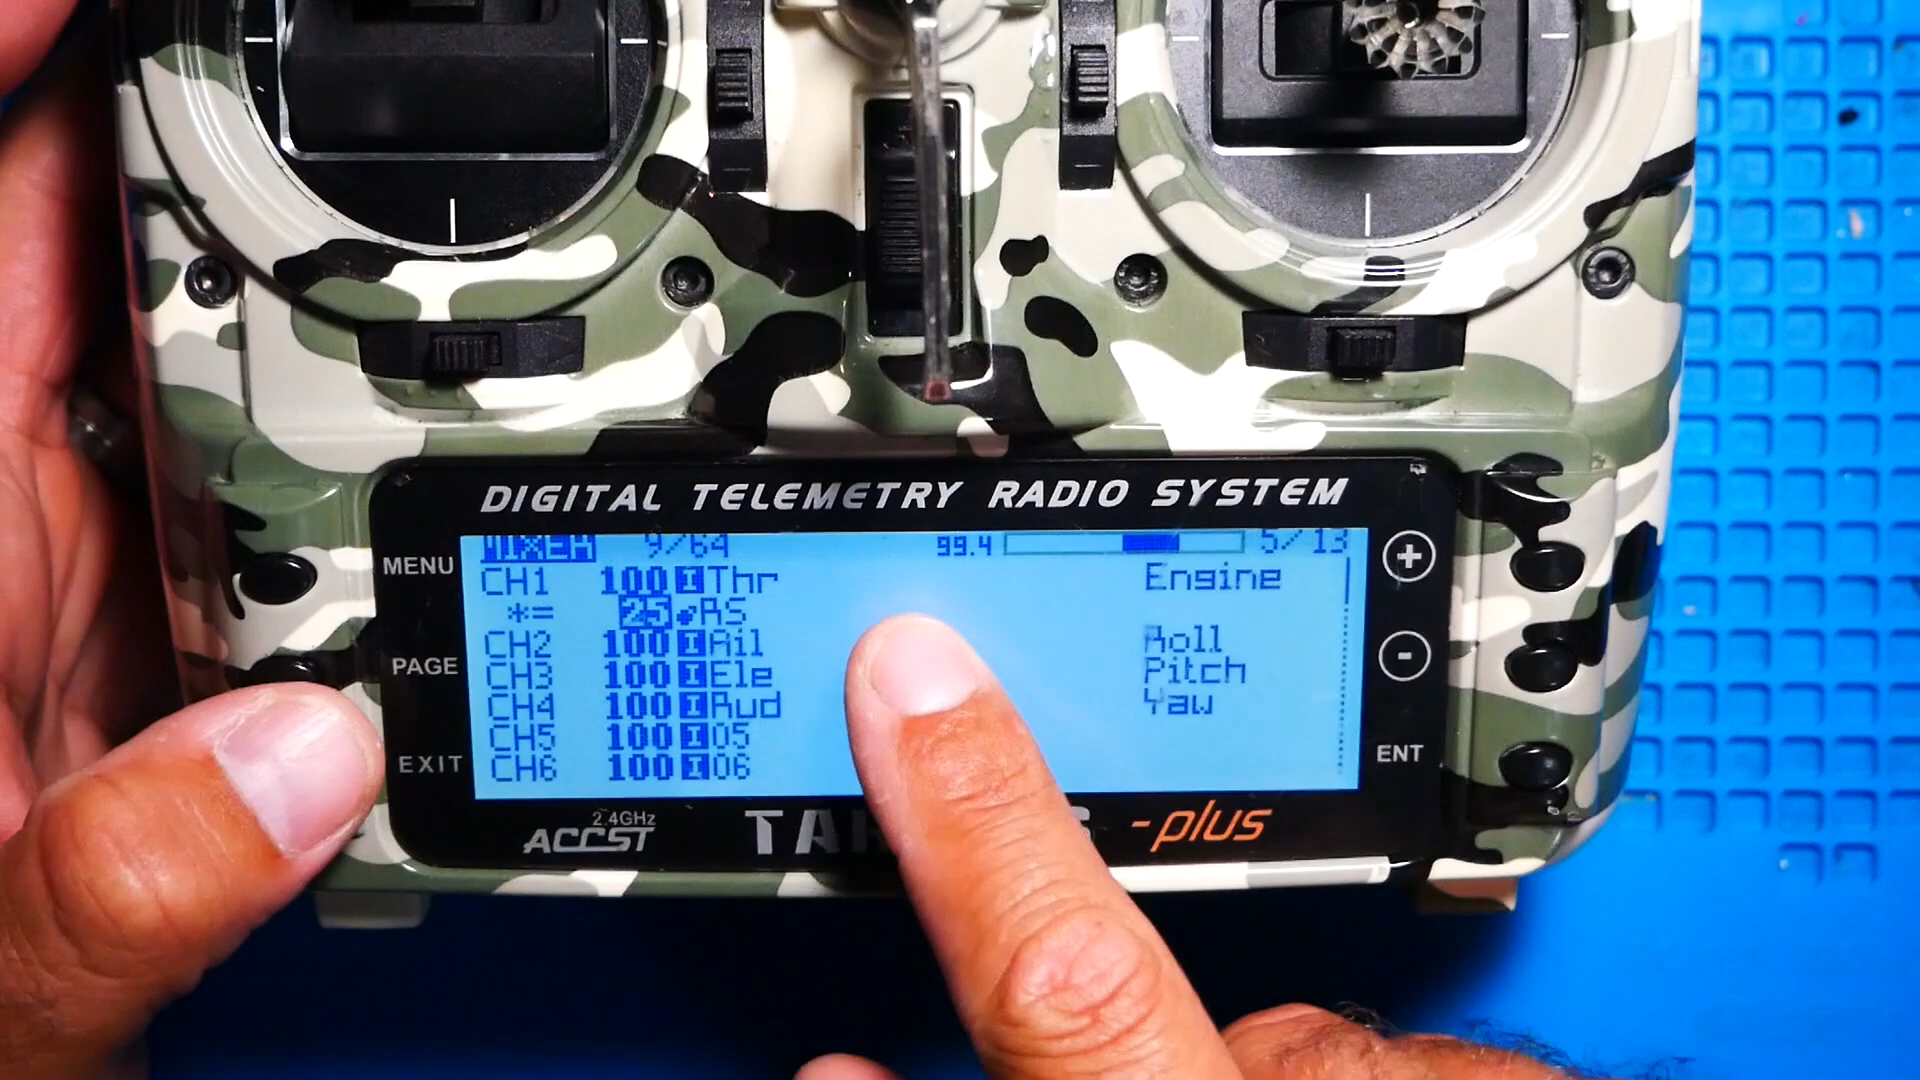 DIGITAL TELEMETRY RADIO SYSTEM
MENU
PAGE
EXIT
MIXER 9/64 99.4 5/13
CH1 100 I Thr Engine
*= 25 RS
CH2 100 I Ail Roll
CH3 100 I Ele Pitch
CH4 100 I Rud Yaw
CH5 100 I 05
CH6 100 I 06
+
-
ENT
2.4GHz
ACCST
-plus